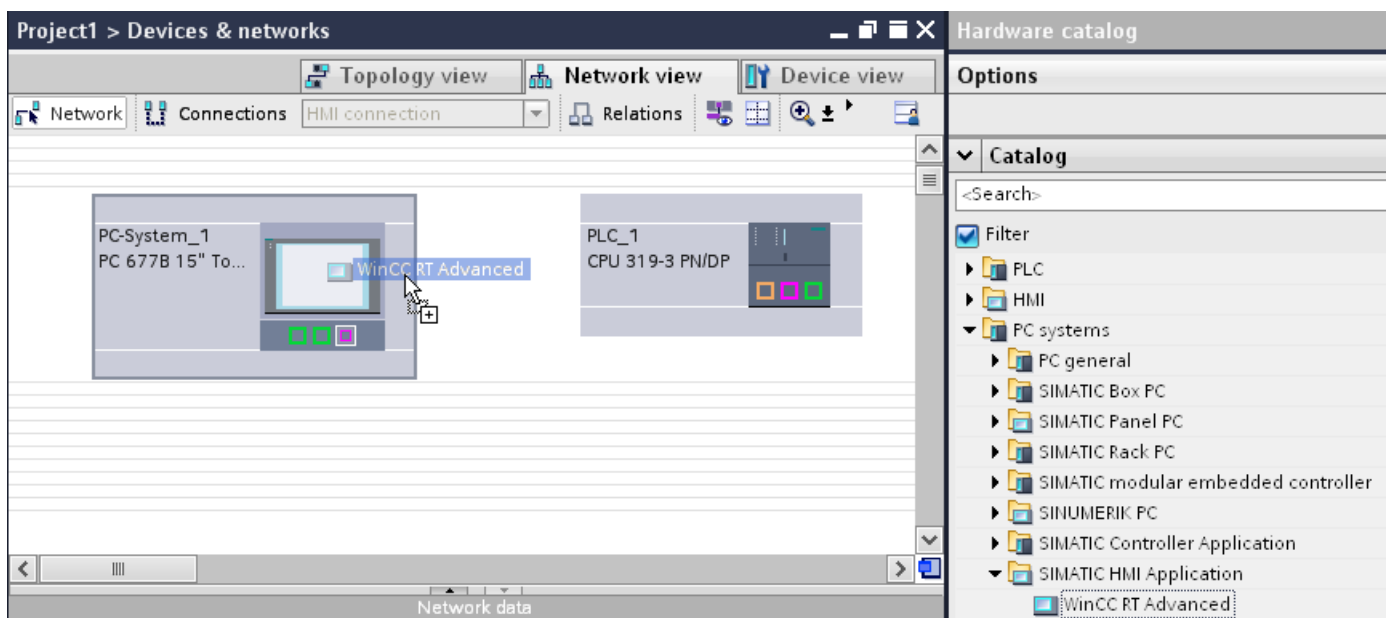 Project1 > Devices & networks
Topology view
Network view
Device view
Network
Connections
HMI connection
Relations
PC-System_1
PC 677B 15" To...
WinCC RT Advanced
PLC_1
CPU 319-3 PN/DP
Network data
Hardware catalog
Options
Catalog
<Search>
Filter
PLC
HMI
PC systems
PC general
SIMATIC Box PC
SIMATIC Panel PC
SIMATIC Rack PC
SIMATIC modular embedded controller
SINUMERIK PC
SIMATIC Controller Application
SIMATIC HMI Application
WinCC RT Advanced